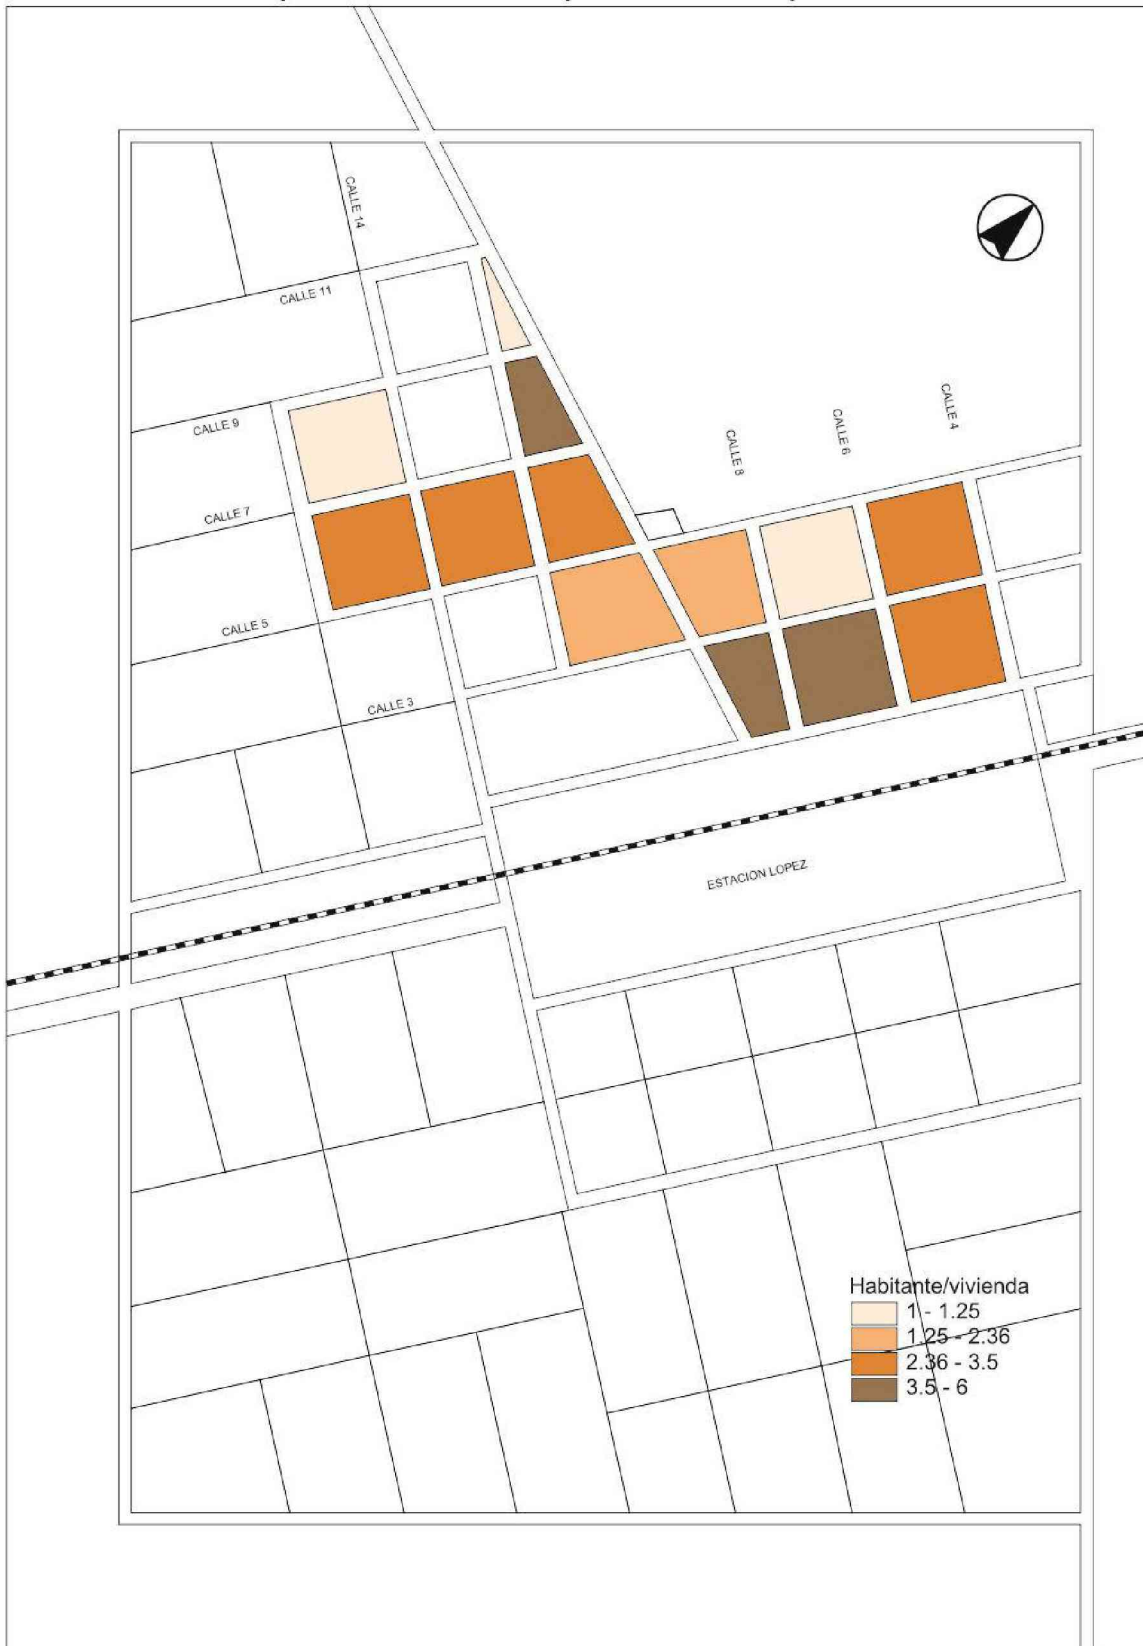 CALLE 14
CALLE 11
CALLE 9
CALLE 4
CALLE 6
CALLE 8
CALLE 7
CALLE 5
CALLE 3
ESTACION LOPEZ
Habitante/vivienda
1 - 1.25
1.25 - 2.36
2.36 - 3.5
3.5 - 6